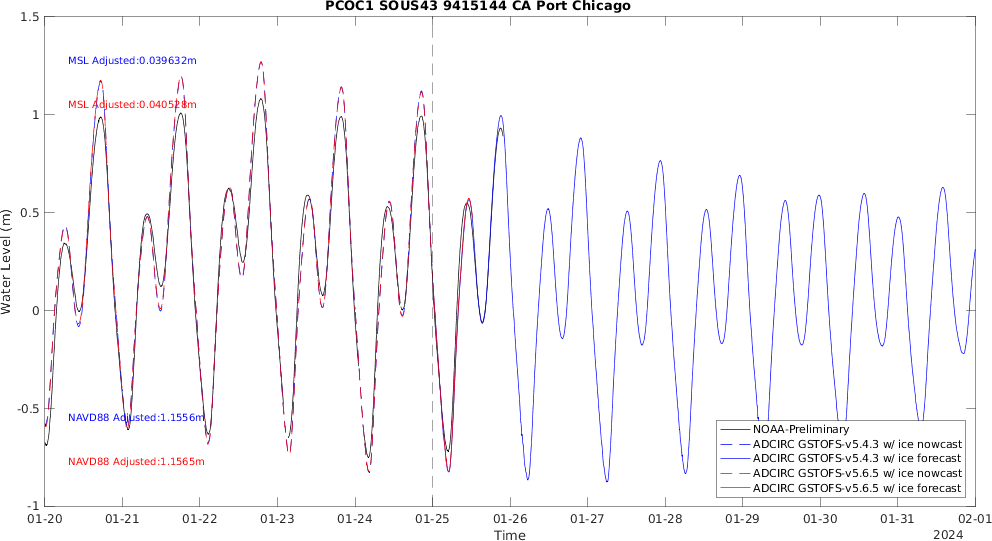 PCOC1 SOUS43 9415144 CA Port Chicago
1.5
1
0.5
0
-0.5
-1
Water Level (m)
MSL Adjusted:0.039632m
MSL Adjusted:0.040528m
NAVD88 Adjusted:1.1556m
NAVD88 Adjusted:1.1565m
NOAA-Preliminary
ADCIRC GSTOFS-v5.4.3 w/ ice nowcast
ADCIRC GSTOFS-v5.4.3 w/ ice forecast
ADCIRC GSTOFS-v5.6.5 w/ ice nowcast
ADCIRC GSTOFS-v5.6.5 w/ ice forecast
01-20 01-21 01-22 01-23 01-24 01-25 01-26 01-27 01-28 01-29 01-30 01-31 02-01
Time
2024